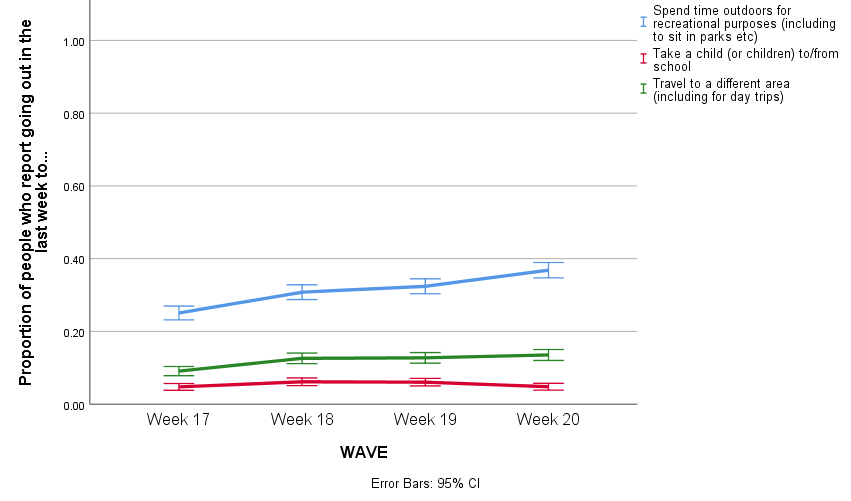 Spend time outdoors for
recreational purposes (including
to sit in parks etc)
Take a child (or children) to/from
school
Travel to a different area
(including for day trips)
Proportion of people who report going out in the
last week to...
1.00
0.80
0.60
0.40
0.20
0.00
Week 17 Week 18 Week 19 Week 20
WAVE
Error Bars: 95% CI